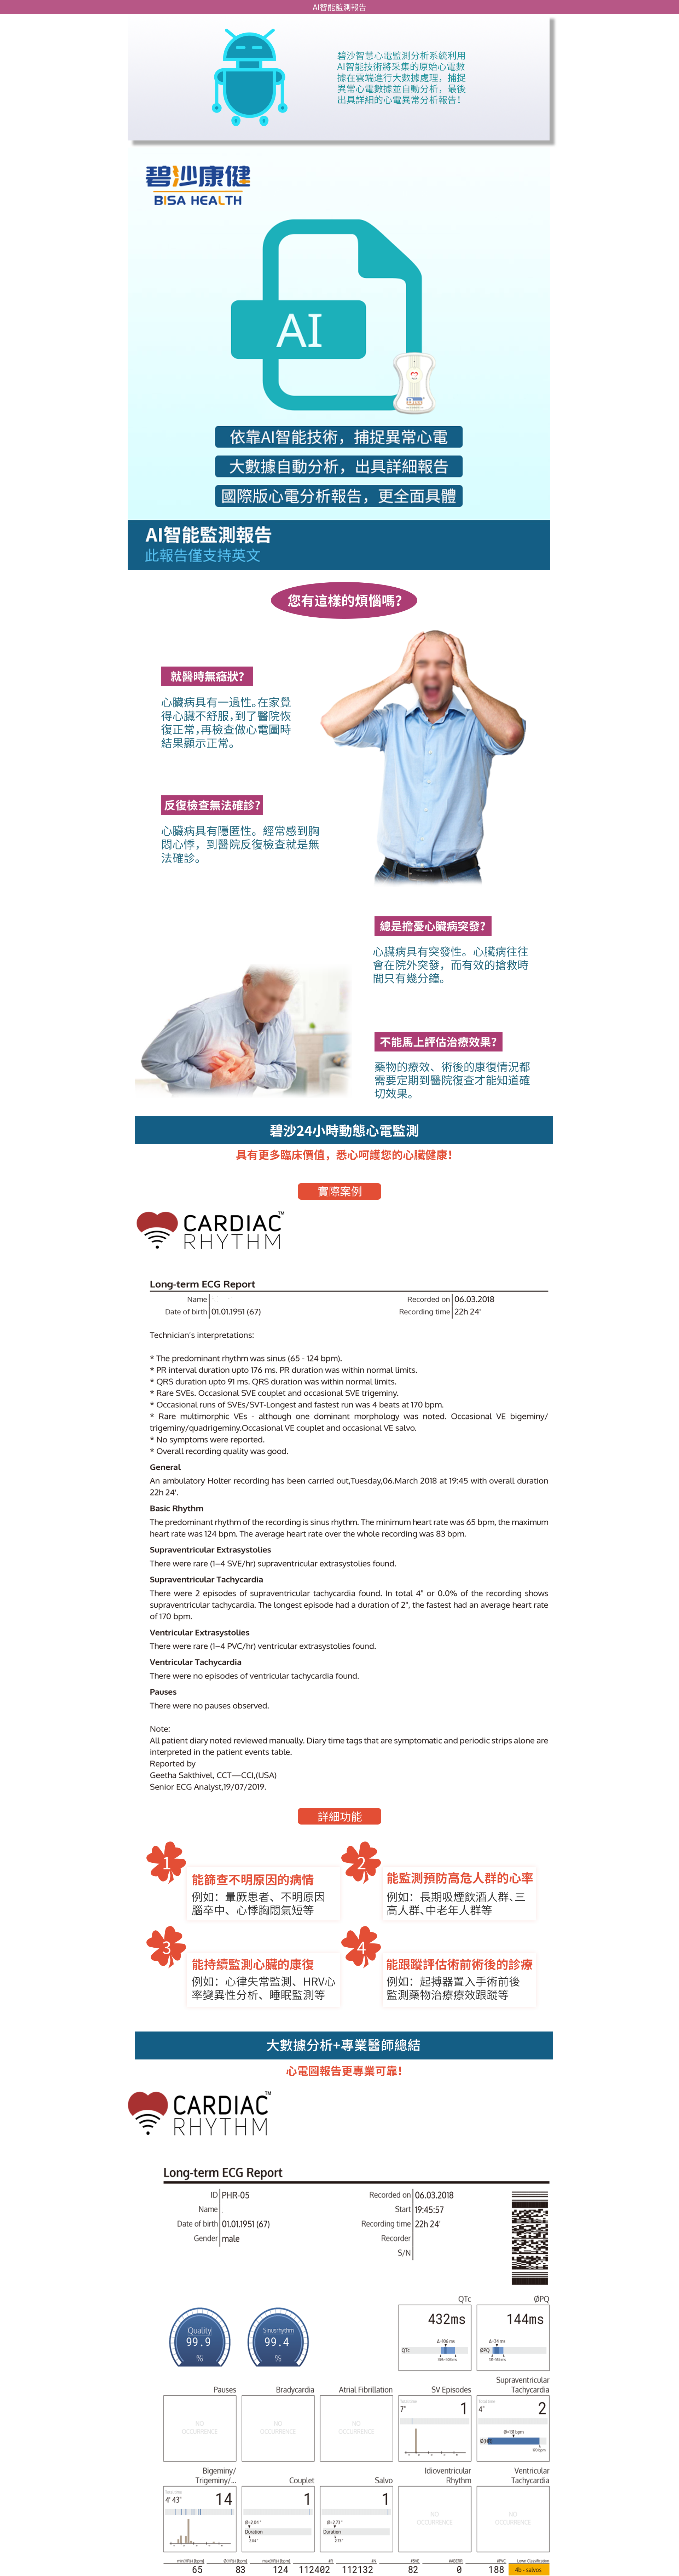 AI智能監測報告
碧沙智慧心電監測分析系統利用
AI智能技術將采集的原始心電數
據在雲端進行大數據處理，捕捉
異常心電數據並自動分析，最後
出具詳細的心電異常分析報告！
碧沙康健
BISA HEALTH
AI
依靠AI智能技術，捕捉異常心電
大數據自動分析，出具詳細報告
國際版心電分析報告，更全面具體
AI智能監測報告
此報告僅支持英文
您有這樣的煩惱嗎？
就醫時無癥狀？
心臟病具有一過性。在家覺
得心臟不舒服，到了醫院恢
復正常，再檢查做心電圖時
結果顯示正常。
反復檢查無法確診？
心臟病具有隱匿性。經常感到胸
悶心悸，到醫院反復檢查就是無
法確診。
總是擔憂心臟病突發？
心臟病具有突發性。心臟病往往
會在院外突發，而有效的搶救時
間只有幾分鐘。
不能馬上評估治療效果？
藥物的療效、術後的康復情況都
需要定期到醫院復查才能知道確
切效果。
碧沙24小時動態心電監測
具有更多臨床價值，悉心呵護您的心臟健康！
實際案例
CARDIAC™
RHYTHM
Long-term ECG Report
Name
Recorded on 06.03.2018
Date of birth 01.01.1951 (67)
Recording time 22h 24'
Technician's interpretations:
* The predominant rhythm was sinus (65 - 124 bpm).
* PR interval duration upto 176 ms. PR duration was within normal limits.
* QRS duration upto 91 ms. QRS duration was within normal limits.
* Rare SVEs. Occasional SVE couplet and occasional SVE trigeminy.
* Occasional runs of SVEs/SVT-Longest and fastest run was 4 beats at 170 bpm.
* Rare multimorphic VEs - although one dominant morphology was noted. Occasional VE bigeminy/
trigeminy/quadrigeminy.Occasional VE couplet and occasional VE salvo.
* No symptoms were reported.
* Overall recording quality was good.
General
An ambulatory Holter recording has been carried out,Tuesday,06.March 2018 at 19:45 with overall duration
22h 24'.
Basic Rhythm
The predominant rhythm of the recording is sinus rhythm. The minimum heart rate was 65 bpm, the maximum
heart rate was 124 bpm. The average heart rate over the whole recording was 83 bpm.
Supraventricular Extrasystolies
There were rare (1–4 SVE/hr) supraventricular extrasystolies found.
Supraventricular Tachycardia
There were 2 episodes of supraventricular tachycardia found. In total 4" or 0.0% of the recording shows
supraventricular tachycardia. The longest episode had a duration of 2", the fastest had an average heart rate
of 170 bpm.
Ventricular Extrasystolies
There were rare (1–4 PVC/hr) ventricular extrasystolies found.
Ventricular Tachycardia
There were no episodes of ventricular tachycardia found.
Pauses
There were no pauses observed.
Note:
All patient diary noted reviewed manually. Diary time tags that are symptomatic and periodic strips alone are
interpreted in the patient events table.
Reported by
Geetha Sakthivel, CCT—CCI,(USA)
Senior ECG Analyst,19/07/2019.
詳細功能
1
能篩查不明原因的病情
例如：暈厥患者、不明原因
腦卒中、心悸胸悶氣短等
2
能監測預防高危人群的心率
例如：長期吸煙飲酒人群、三
高人群、中老年人群等
3
能持續監測心臟的康復
例如：心律失常監測、HRV心
率變異性分析、睡眠監測等
4
能跟蹤評估術前術後的診療
例如：起搏器置入手術前後
監測藥物治療療效跟蹤等
大數據分析+專業醫師總結
心電圖報告更專業可靠！
CARDIAC™
RHYTHM
Long-term ECG Report
ID PHR-05
Recorded on 06.03.2018
Name
Start 19:45:57
Date of birth 01.01.1951 (67)
Recording time 22h 24'
Gender male
Recorder
S/N
QTc
ØPQ
Quality
99.9
%
Sinusrhythm
99.4
%
432ms
QTc
144ms
ØPQ
Pauses
Bradycardia
Atrial Fibrillation
SV Episodes
Supraventricular
Tachycardia
NO
OCCURRENCE
NO
OCCURRENCE
NO
OCCURRENCE
7"
1
4"
2
Bigeminy/
Trigeminy/...
Couplet
Salvo
Idioventricular
Rhythm
Ventricular
Tachycardia
4' 43"
14
1
Duration
1
Duration
NO
OCCURRENCE
NO
OCCURRENCE
65 83 124 112402 112132 82 0 188 4b - salvos